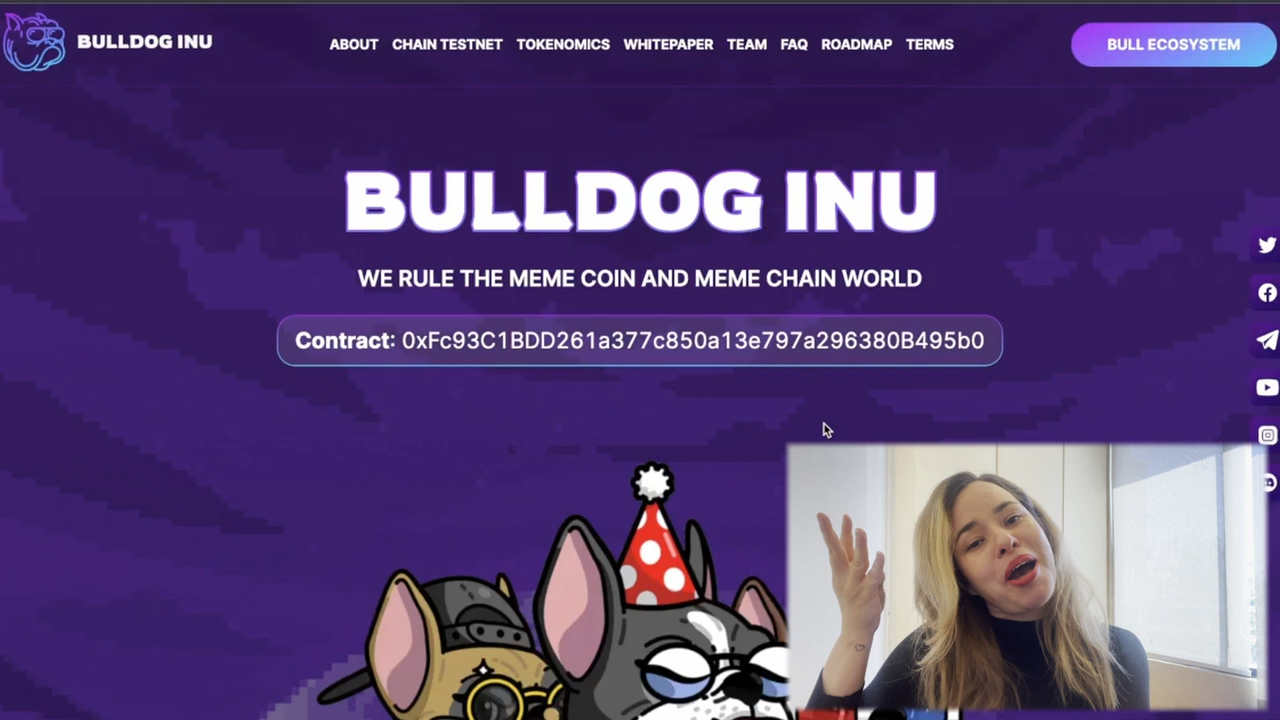 BULLDOG INU
ABOUT CHAIN TESTNET TOKENOMICS WHITEPAPER TEAM FAQ ROADMAP TERMS
BULL ECOSYSTEM
BULLDOG INU
WE RULE THE MEME COIN AND MEME CHAIN WORLD
Contract: 0xFc93C1BDD261a377c850a13e797a296380B495b0